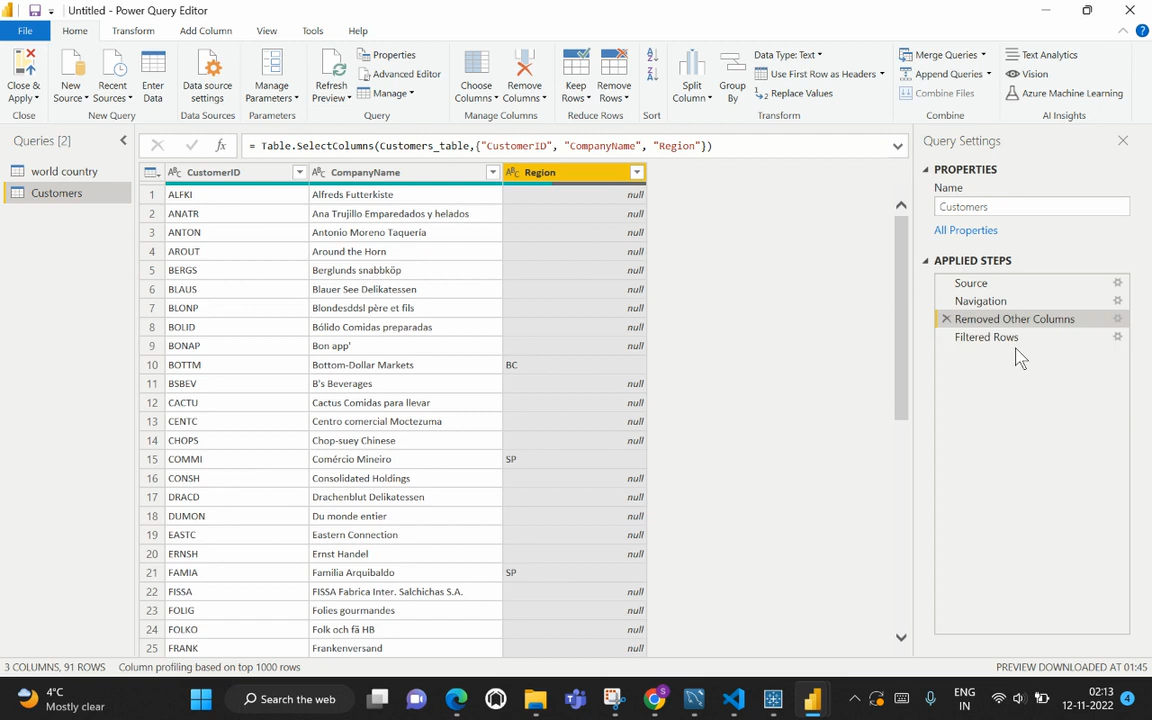 Untitled - Power Query Editor
File Home Transform Add Column View Tools Help
Close & Apply
Close
New Source
Recent Sources
Enter Data
New Query
Data source settings
Data Sources
Manage Parameters
Parameters
Refresh Preview
Properties
Advanced Editor
Manage
Query
Choose Columns
Remove Columns
Manage Columns
Keep Rows
Remove Rows
Reduce Rows
Sort
Split Column
Group By
Data Type: Text
Use First Row as Headers
Replace Values
Transform
Merge Queries
Append Queries
Combine Files
Combine
Text Analytics
Vision
Azure Machine Learning
AI Insights
Queries [2]
world country
Customers
= Table.SelectColumns(Customers_table,{"CustomerID", "CompanyName", "Region"})
CustomerID CompanyName Region
1 ALFKI Alfreds Futterkiste null
2 ANATR Ana Trujillo Emparedados y helados null
3 ANTON Antonio Moreno Taquería null
4 AROUT Around the Horn null
5 BERGS Berglunds snabbköp null
6 BLAUS Blauer See Delikatessen null
7 BLONP Blondesddsl père et fils null
8 BOLID Bólido Comidas preparadas null
9 BONAP Bon app' null
10 BOTTM Bottom-Dollar Markets BC
11 BSBEV B's Beverages null
12 CACTU Cactus Comidas para llevar null
13 CENTC Centro comercial Moctezuma null
14 CHOPS Chop-suey Chinese null
15 COMMI Comércio Mineiro SP
16 CONSH Consolidated Holdings null
17 DRACD Drachenblut Delikatessen null
18 DUMON Du monde entier null
19 EASTC Eastern Connection null
20 ERNSH Ernst Handel null
21 FAMIA Familia Arquibaldo SP
22 FISSA FISSA Fabrica Inter. Salchichas S.A. null
23 FOLIG Folies gourmandes null
24 FOLKO Folk och fä HB null
25 FRANK Frankenversand null
Query Settings
PROPERTIES
Name
Customers
All Properties
APPLIED STEPS
Source
Navigation
Removed Other Columns
Filtered Rows
3 COLUMNS, 91 ROWS Column profiling based on top 1000 rows
PREVIEW DOWNLOADED AT 01:45
4°C
Mostly clear
Search the web
ENG
IN
02:13
12-11-2022
4